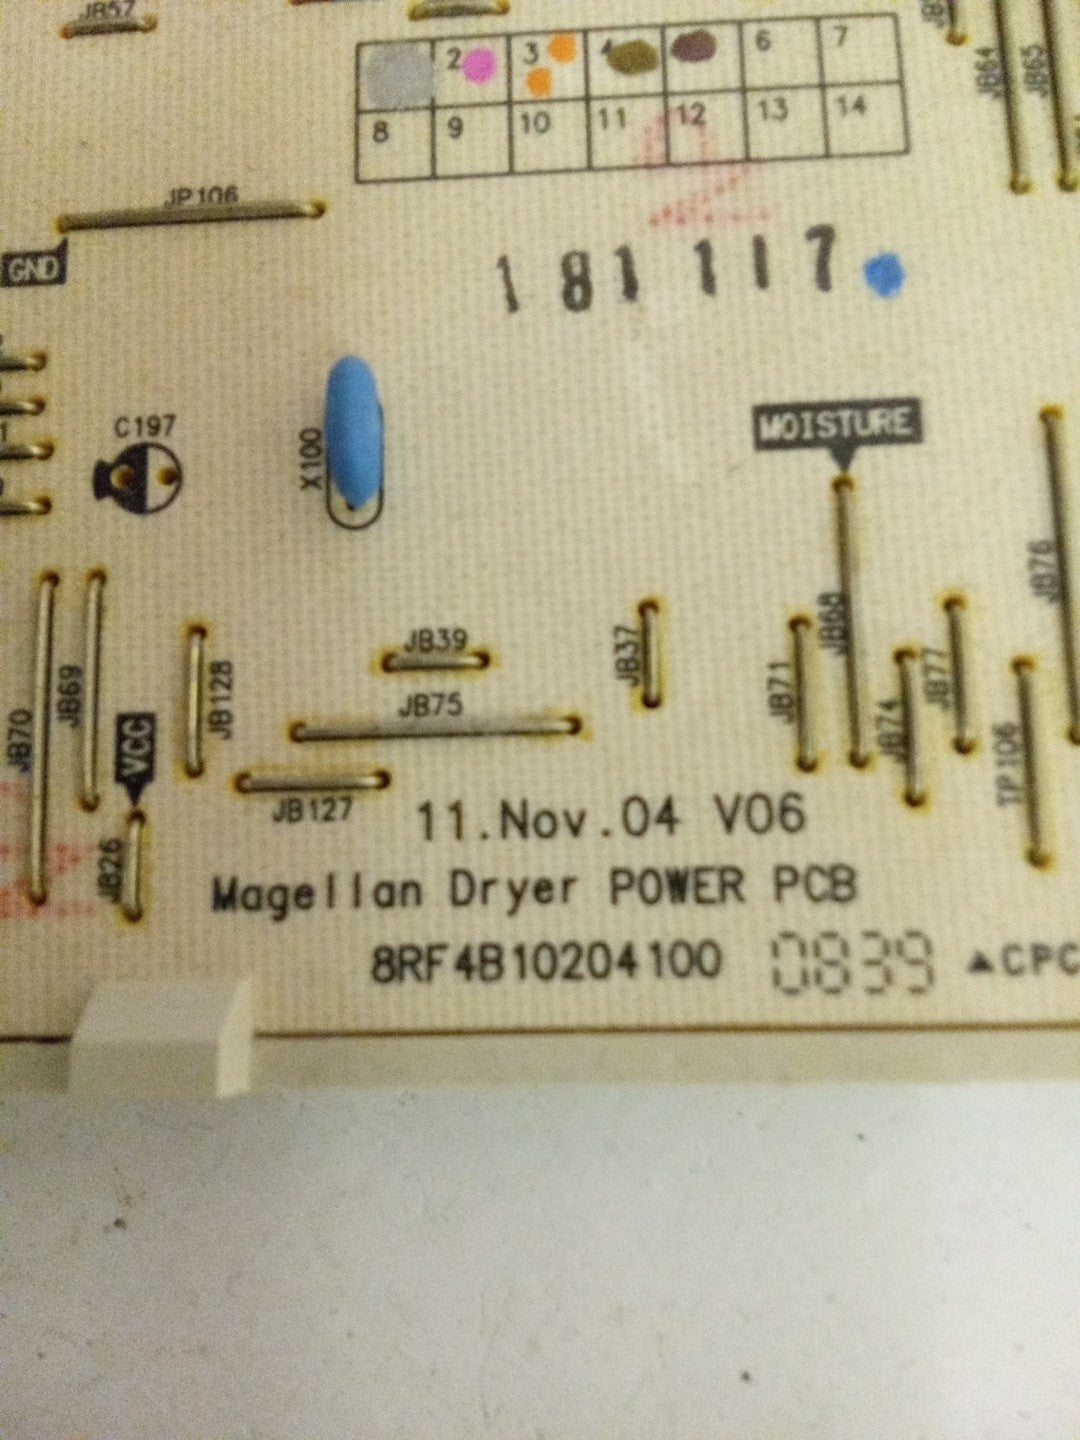 JB57
2 3 4 6 7
8 9 10 11 12 13 14
JB64
JB65
2
JP106
GND
181117
C197
X100
MOISTURE
JB76
JB39
JB37
JB68
JB69
JB128
JB71
JB77
JB75
JB70
VCC
JB74
TP106
JB127
11.Nov.04 V06
JB26
Magellan Dryer POWER PCB
8RF4B10204100 0839 ▲CPC